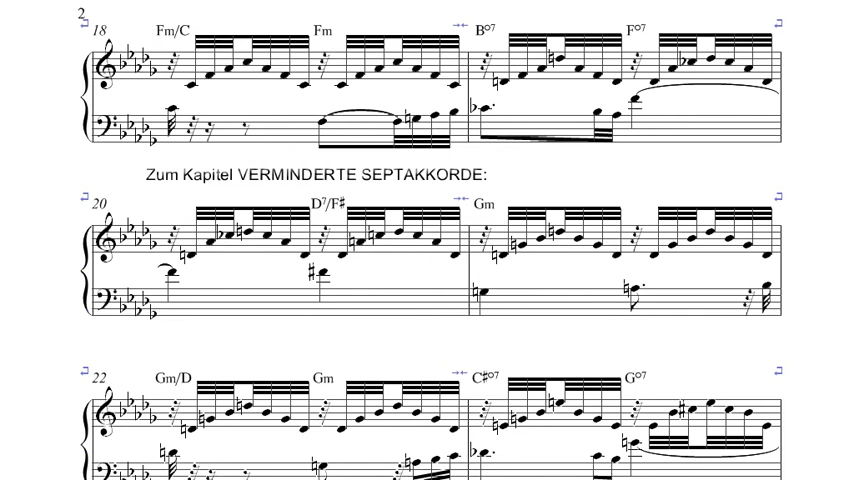 2
18 Fm/C Fm B°⁷ F°⁷
Zum Kapitel VERMINDERTE SEPTAKKORDE:
20 D⁷/F♯ Gm
22 Gm/D Gm C♯°⁷ G°⁷